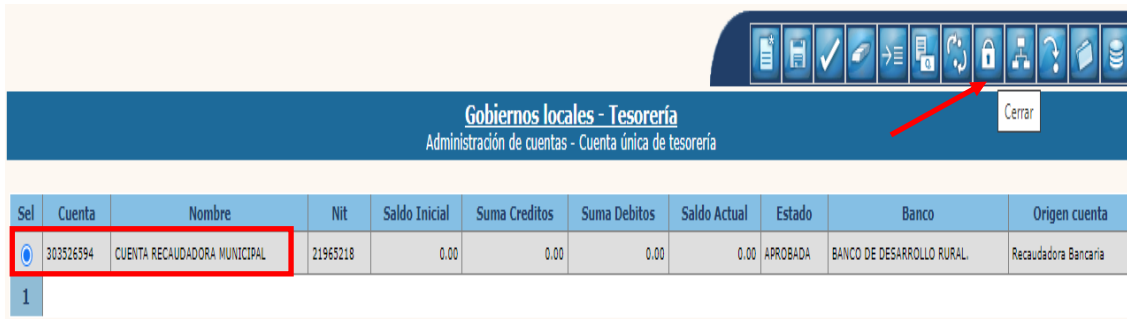 Cerrar
Gobiernos locales - Tesorería
Administración de cuentas - Cuenta única de tesorería
Sel Cuenta Nombre Nit Saldo Inicial Suma Creditos Suma Debitos Saldo Actual Estado Banco Origen cuenta
303526594 CUENTA RECAUDADORA MUNICIPAL 21965218 0.00 0.00 0.00 0.00 APROBADA BANCO DE DESARROLLO RURAL. Recaudadora Bancaria
1